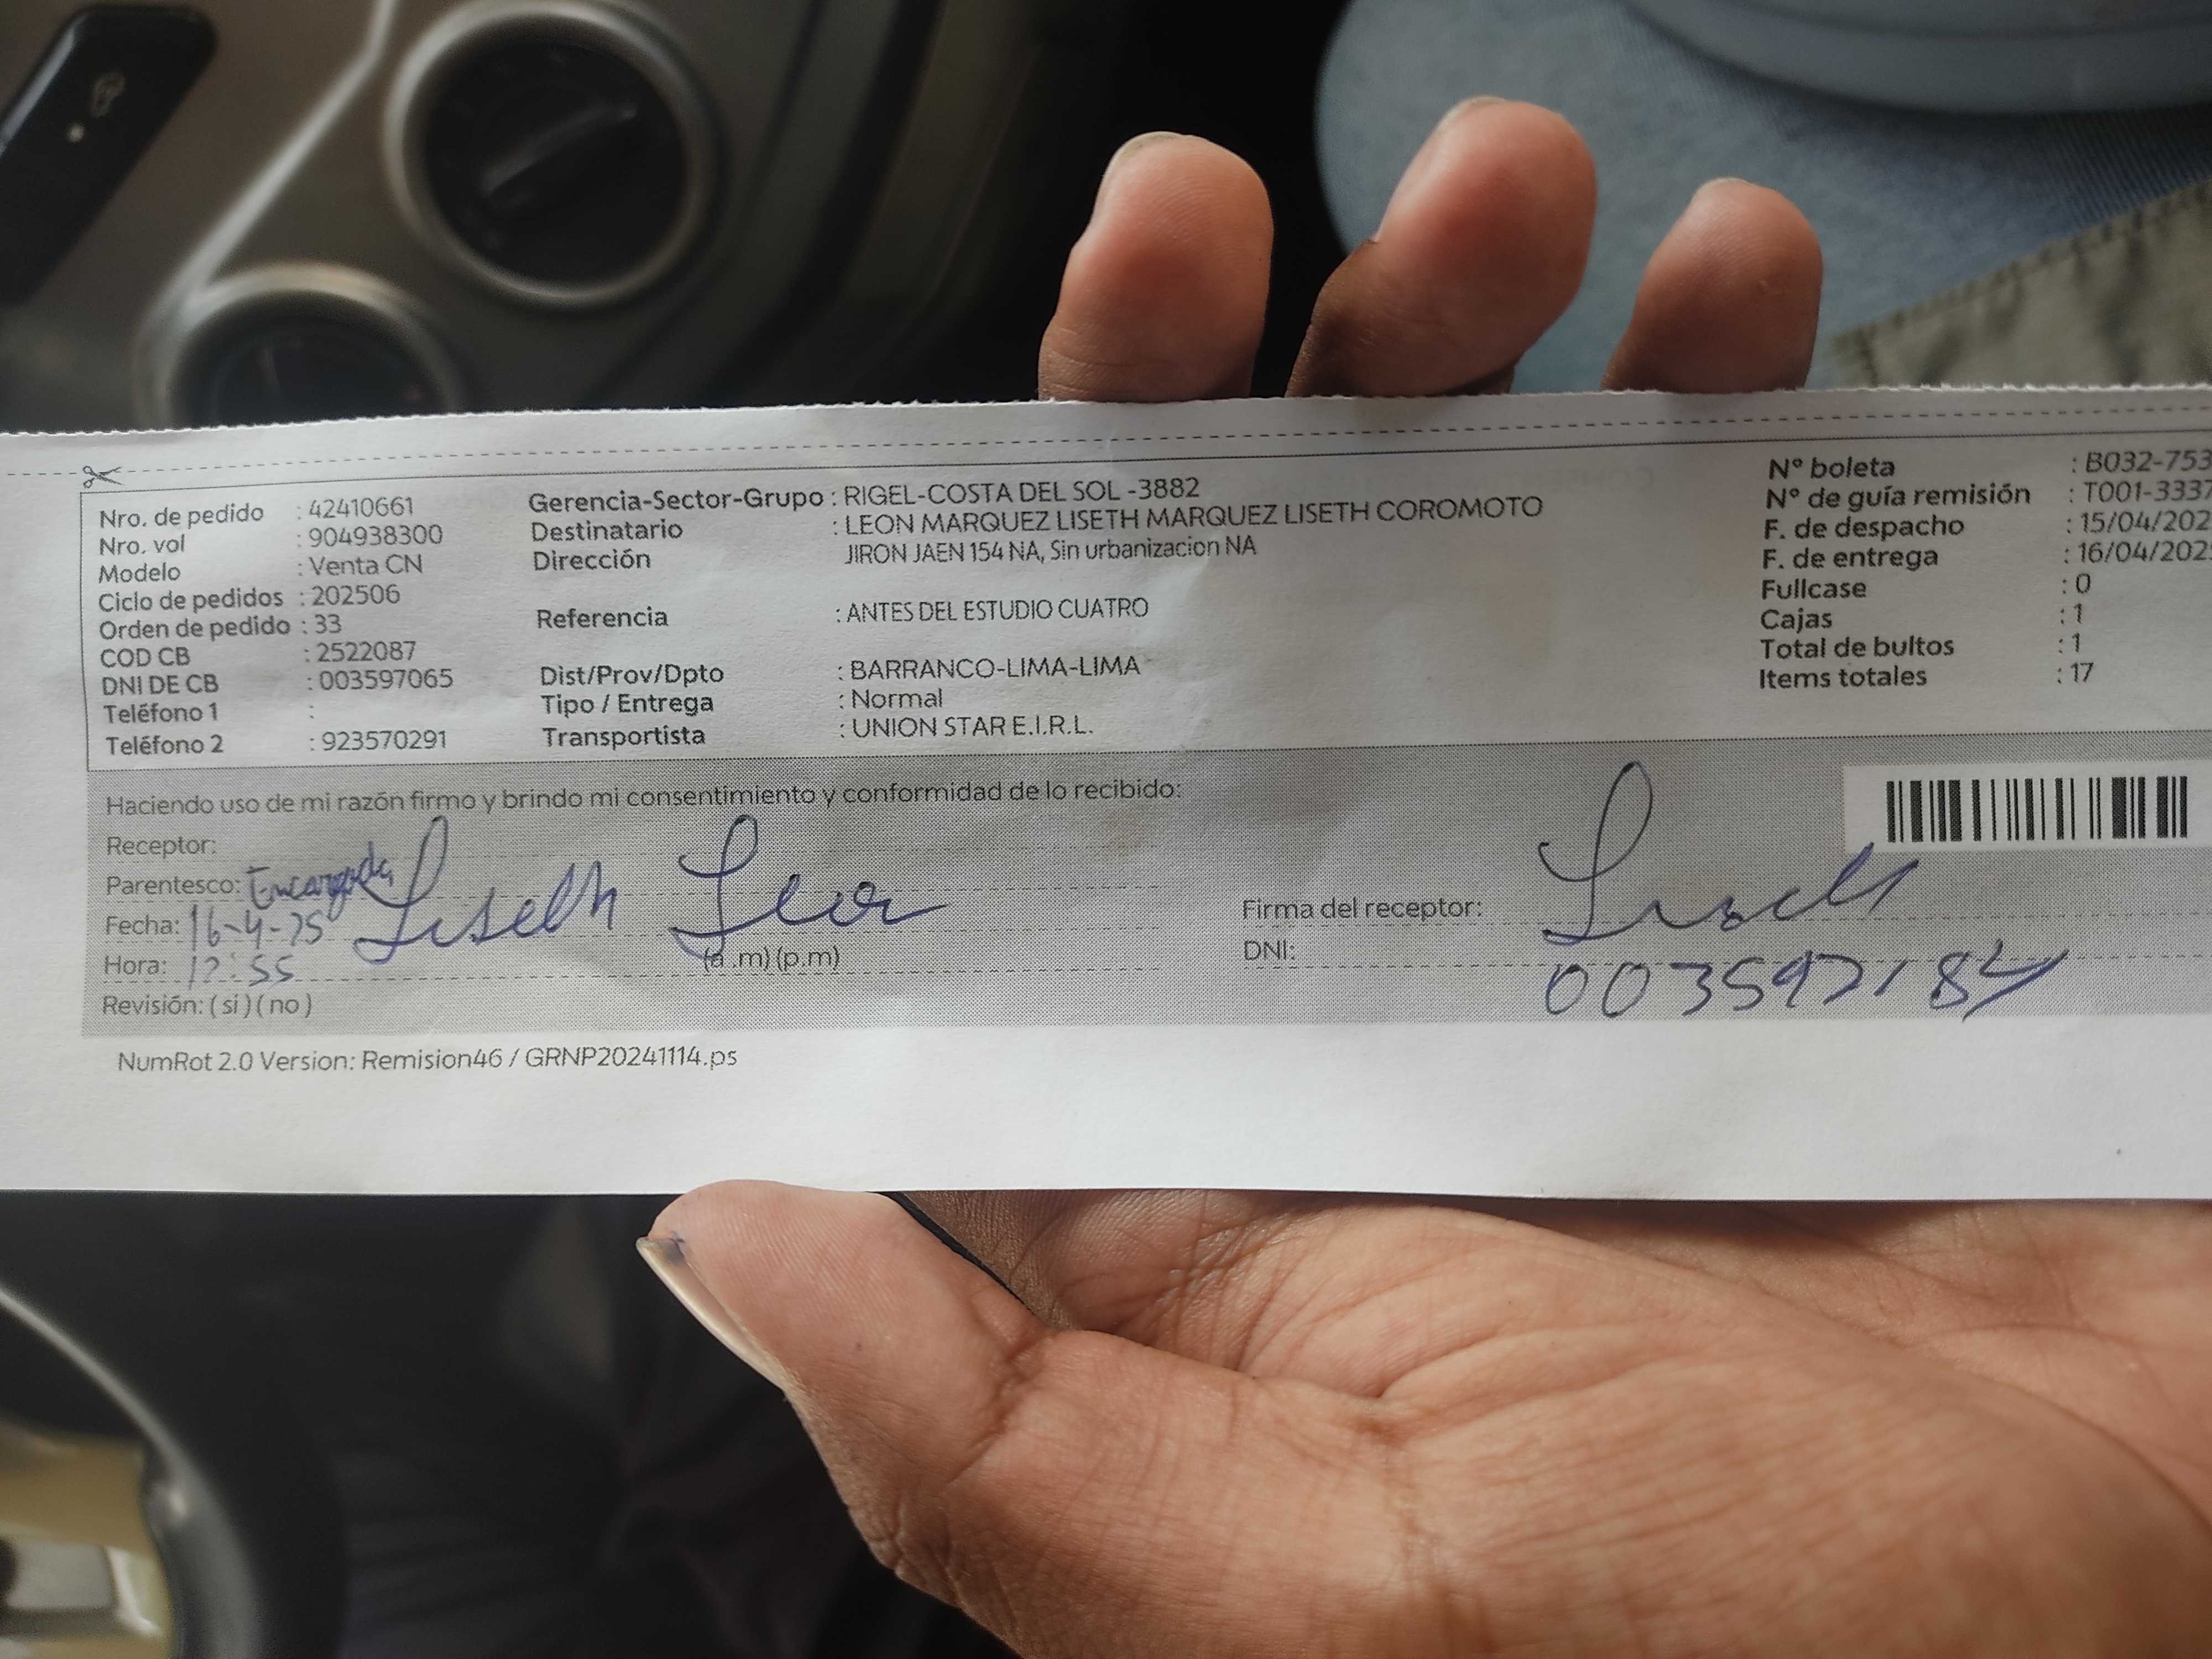 Nro. de pedido : 42410661
Nro. vol : 904938300
Modelo : Venta CN
Ciclo de pedidos : 202506
Orden de pedido : 33
COD CB : 2522087
DNI DE CB : 003597065
Teléfono 1 :
Teléfono 2 : 923570291
Gerencia-Sector-Grupo : RIGEL-COSTA DEL SOL -3882
Destinatario : LEON MARQUEZ LISETH MARQUEZ LISETH COROMOTO
Dirección JIRON JAEN 154 NA, Sin urbanizacion NA
Referencia : ANTES DEL ESTUDIO CUATRO
Dist/Prov/Dpto : BARRANCO-LIMA-LIMA
Tipo / Entrega : Normal
Transportista : UNION STAR E.I.R.L.
Nº boleta : B032-753
Nº de guía remisión : T001-3337
F. de despacho : 15/04/202
F. de entrega : 16/04/202
Fullcase : 0
Cajas : 1
Total de bultos : 1
Items totales : 17
Haciendo uso de mi razón firmo y brindo mi consentimiento y conformidad de lo recibido:
Receptor:
Parentesco: Encargada
Liseth Leon
Fecha: 16-4-25
Hora: 12:55 (a .m) (p.m)
Revisión: ( si ) ( no )
Firma del receptor: Liseth
DNI: 003597184
NumRot 2.0 Version: Remision46 / GRNP20241114.ps